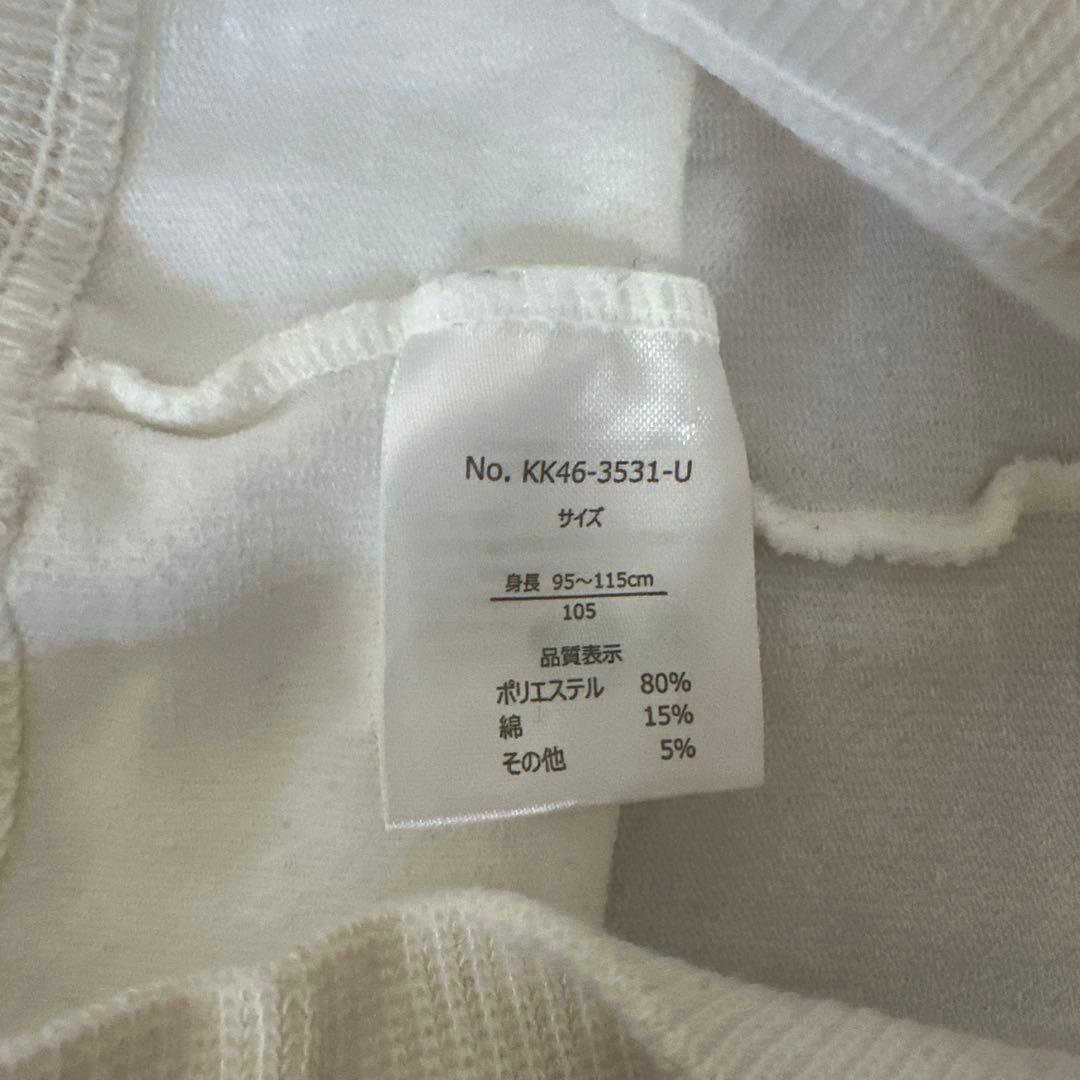 No. KK46-3531-U
サイズ
身長 95～115cm
105
品質表示
ポリエステル 80%
綿 15%
その他 5%